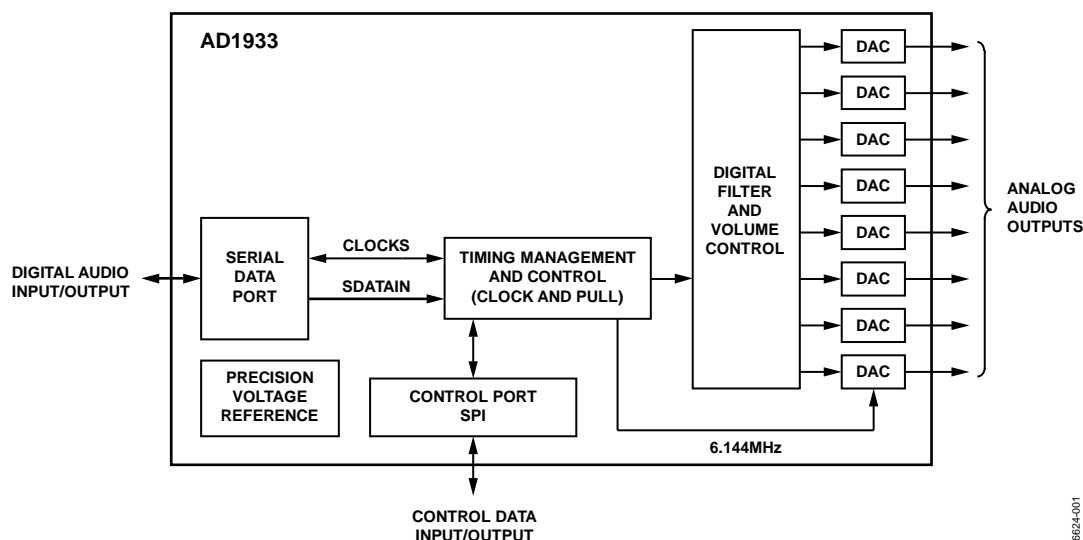 AD1933
DAC
DAC
DAC
DAC
DAC
DAC
DAC
DAC
DIGITAL
FILTER
AND
VOLUME
CONTROL
ANALOG
AUDIO
OUTPUTS
DIGITAL AUDIO
INPUT/OUTPUT
SERIAL
DATA
PORT
CLOCKS
SDATAIN
TIMING MANAGEMENT
AND CONTROL
(CLOCK AND PULL)
PRECISION
VOLTAGE
REFERENCE
CONTROL PORT
SPI
6.144MHz
CONTROL DATA
INPUT/OUTPUT
6624-001